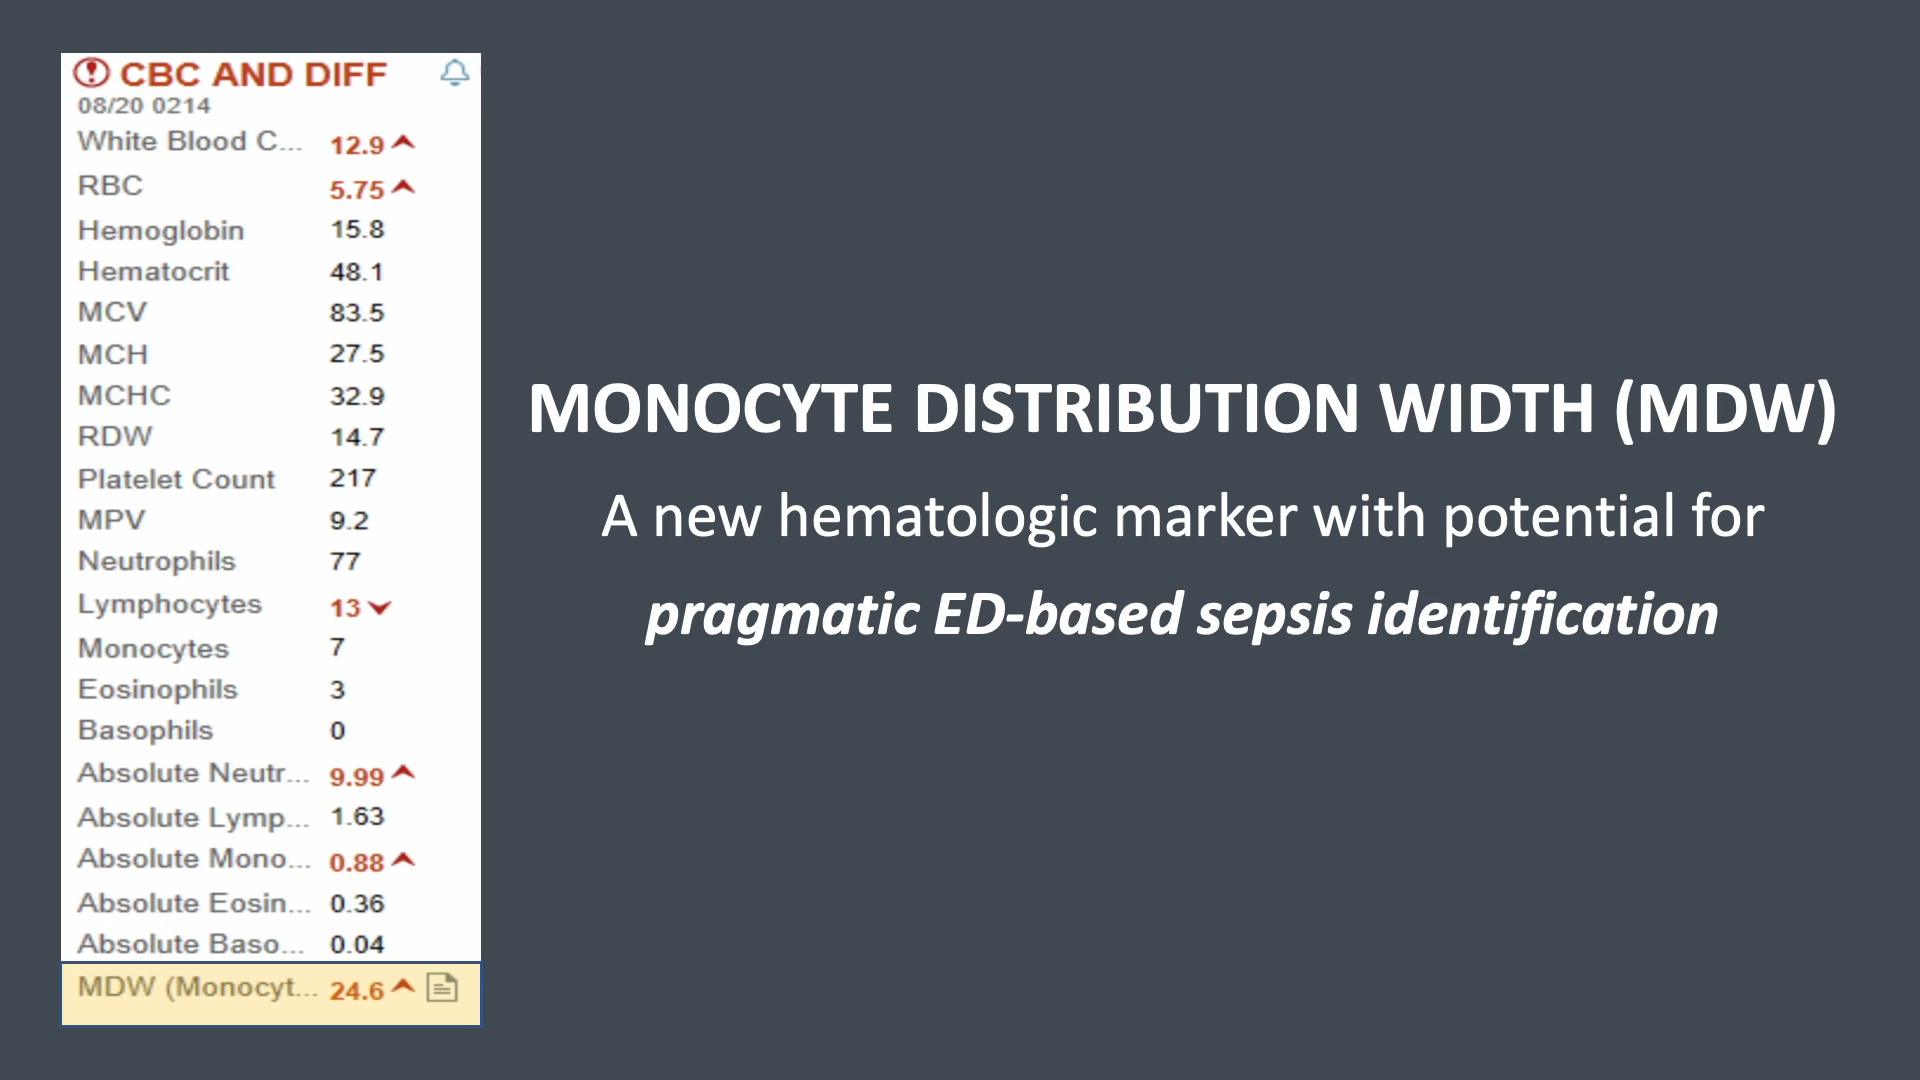 CBC AND DIFF
08/20 0214
White Blood C... 12.9
RBC 5.75
Hemoglobin 15.8
Hematocrit 48.1
MCV 83.5
MCH 27.5
MCHC 32.9
RDW 14.7
Platelet Count 217
MPV 9.2
Neutrophils 77
Lymphocytes 13
Monocytes 7
Eosinophils 3
Basophils 0
Absolute Neutr... 9.99
Absolute Lymp... 1.63
Absolute Mono... 0.88
Absolute Eosin... 0.36
Absolute Baso... 0.04
MDW (Monocyt... 24.6
MONOCYTE DISTRIBUTION WIDTH (MDW)
A new hematologic marker with potential for
pragmatic ED-based sepsis identification